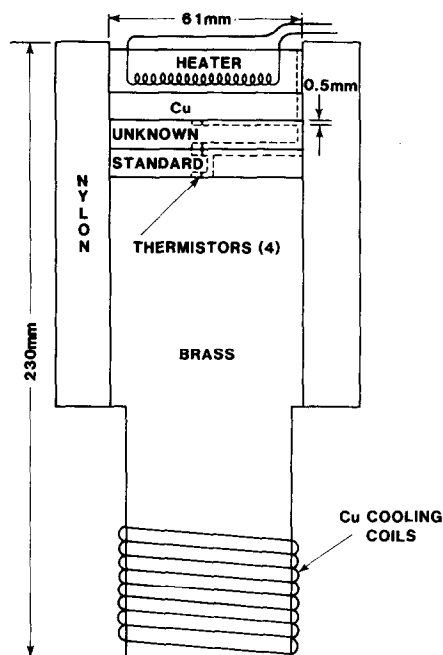 61mm
HEATER
0.5mm
Cu
UNKNOWN
STANDARD
NYLON
THERMISTORS (4)
230mm
BRASS
Cu COOLING
COILS